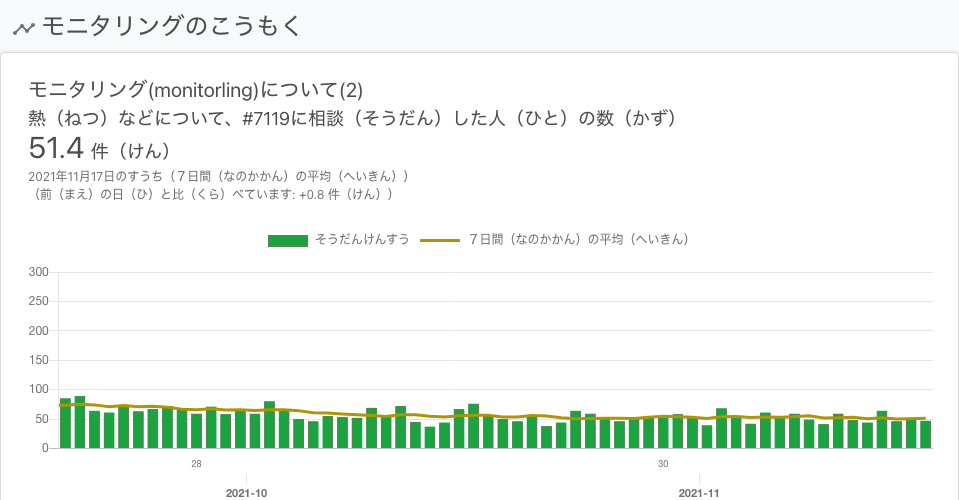 モニタリングのこうもく
モニタリング(monitorling)について(2)
熱（ねつ）などについて、#7119に相談（そうだん）した人（ひと）の数（かず）
51.4 件（けん）
2021年11月17日のすうち（７日間（なのかかん）の平均（へいきん））
（前（まえ）の日（ひ）と比（くら）べています: +0.8 件（けん））
そうだんけんすう ７日間（なのかかん）の平均（へいきん）
300
250
200
150
100
50
0
28 30
2021-10 2021-11